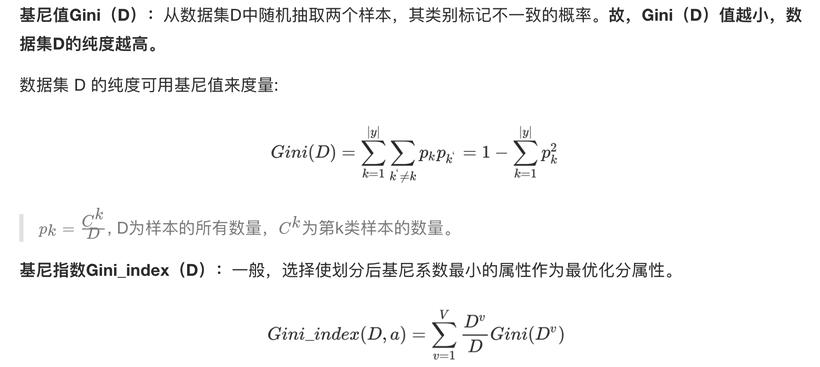 基尼值Gini（D）：从数据集D中随机抽取两个样本，其类别标记不一致的概率。故，Gini（D）值越小，数
据集D的纯度越高。
数据集 D 的纯度可用基尼值来度量:
Gini(D) = \sum_{k=1}^{|y|} \sum_{k^` \neq k} p_k p_{k^`} = 1 - \sum_{k=1}^{|y|} p_k^2
pk = \frac{C^k}{D}, D为样本的所有数量，C^k为第k类样本的数量。
基尼指数Gini_index（D）：一般，选择使划分后基尼系数最小的属性作为最优化分属性。
Gini_index(D, a) = \sum_{v=1}^{V} \frac{D^v}{D} Gini(D^v)